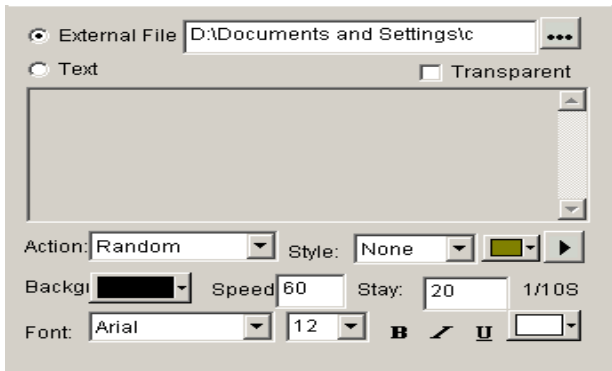 External File D:\Documents and Settings\c ...
Text Transparent
Action: Random Style: None
Backgı Speed 60 Stay: 20 1/10S
Font: Arial 12 B I U